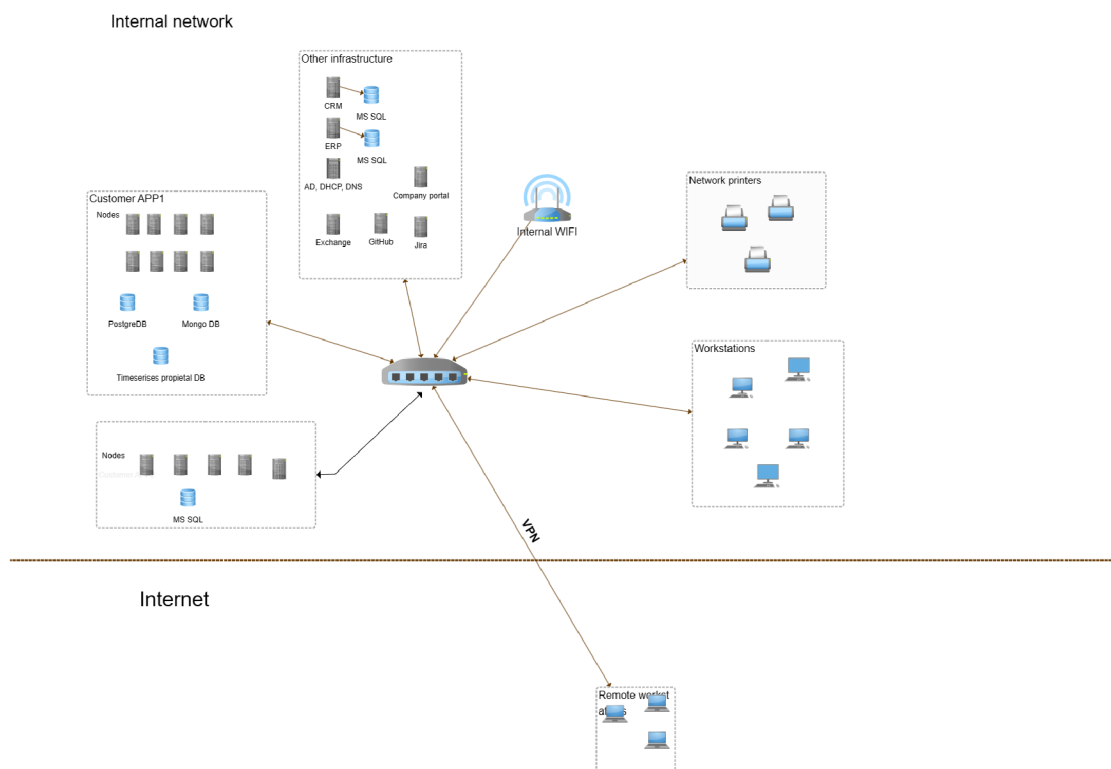 Internal network
Other infrastructure
CRM
MS SQL
ERP
MS SQL
AD, DHCP, DNS
Company portal
Exchange
GitHub
Jira
Internal WIFI
Network printers
Customer APP1
Nodes
PostgreDB
Mongo DB
Timeserises propietal DB
Workstations
Nodes
Customer
MS SQL
VPN
Internet
Remote workst